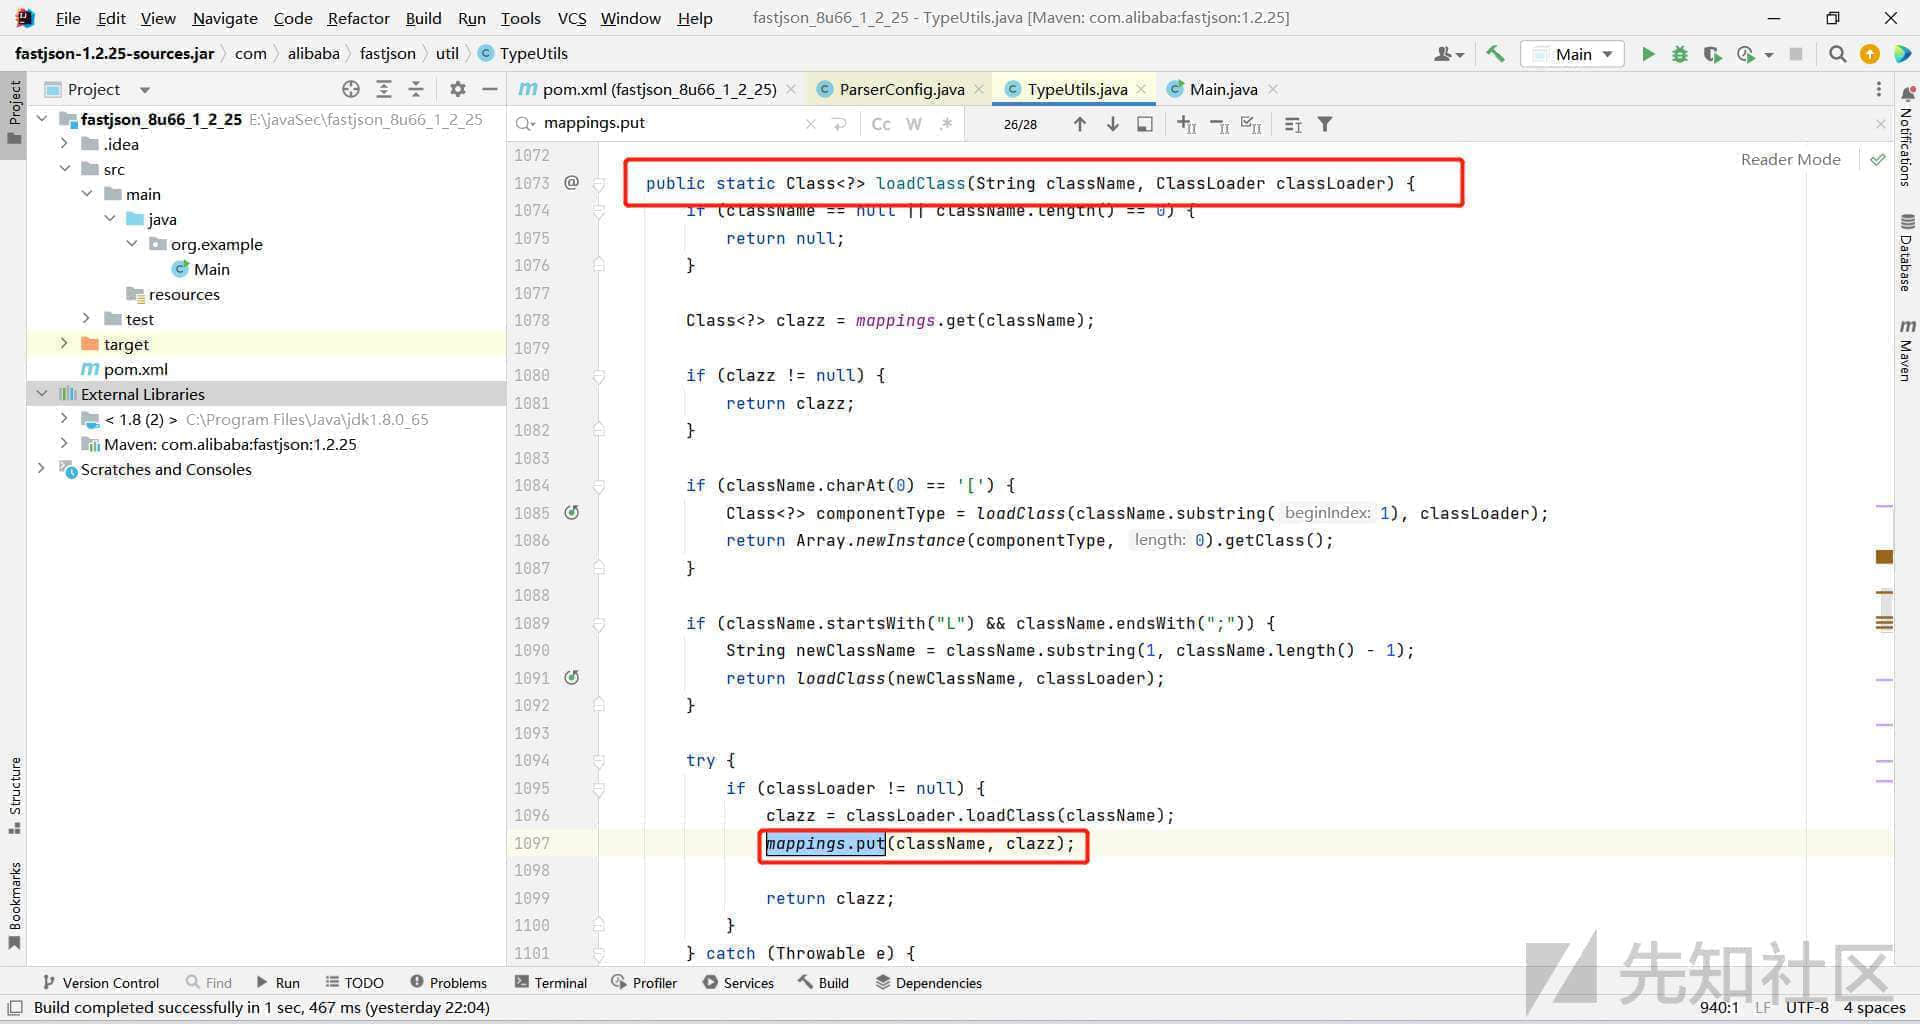 File Edit View Navigate Code Refactor Build Run Tools VCS Window Help fastjson_8u66_1_2_25 - TypeUtils.java [Maven: com.alibaba:fastjson:1.2.25]
fastjson-1.2.25-sources.jar com alibaba fastjson util TypeUtils Main
Project
pom.xml (fastjson_8u66_1_2_25) ParserConfig.java TypeUtils.java Main.java
mappings.put Cc W .* 26/28
Reader Mode
Project
fastjson_8u66_1_2_25 E:\javaSec\fastjson_8u66_1_2_25
.idea
src
main
java
org.example
Main
resources
test
target
pom.xml
External Libraries
< 1.8 (2) > C:\Program Files\Java\jdk1.8.0_65
Maven: com.alibaba:fastjson:1.2.25
Scratches and Consoles
Structure
Bookmarks
1072
1073 @ public static Class<?> loadClass(String className, ClassLoader classLoader) {
1074 if (className == null || className.length() == 0) {
1075 return null;
1076 }
1077
1078 Class<?> clazz = mappings.get(className);
1079
1080 if (clazz != null) {
1081 return clazz;
1082 }
1083
1084 if (className.charAt(0) == '[') {
1085 Class<?> componentType = loadClass(className.substring( beginIndex: 1), classLoader);
1086 return Array.newInstance(componentType, length: 0).getClass();
1087 }
1088
1089 if (className.startsWith("L") && className.endsWith(";")) {
1090 String newClassName = className.substring(1, className.length() - 1);
1091 return loadClass(newClassName, classLoader);
1092 }
1093
1094 try {
1095 if (classLoader != null) {
1096 clazz = classLoader.loadClass(className);
1097 mappings.put(className, clazz);
1098
1099 return clazz;
1100 }
1101 } catch (Throwable e) {
Notifications
Database
Maven
Version Control Find Run TODO Problems Terminal Profiler Services Build Dependencies
Build completed successfully in 1 sec, 467 ms (yesterday 22:04) 940:1 LF UTF-8 4 spaces
先知社区